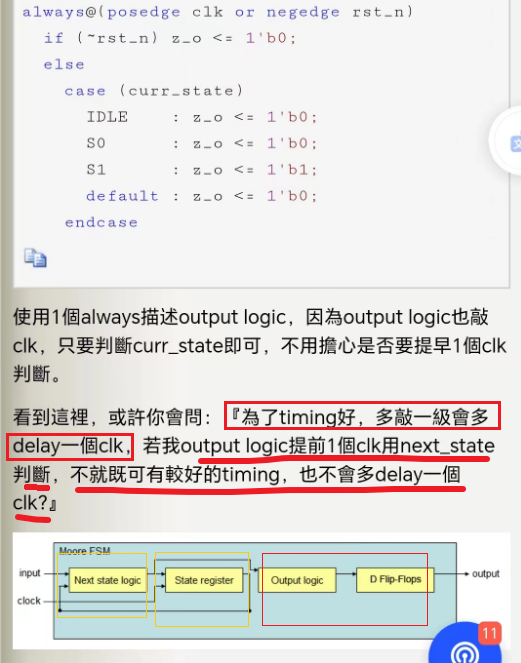 always@(posedge clk or negedge rst_n)
if (~rst_n) z_o <= 1'b0;
else
case (curr_state)
IDLE : z_o <= 1'b0;
S0 : z_o <= 1'b0;
S1 : z_o <= 1'b1;
default : z_o <= 1'b0;
endcase
使用1個always描述output logic，因為output logic也敲
clk，只要判斷curr_state即可，不用擔心是否要提早1個clk
判斷。
看到這裡，或許你會問：『為了timing好，多敲一級會多
delay一個clk，若我output logic提前1個clk用next_state
判斷，不就既可有較好的timing，也不會多delay一個
clk?』
Moore FSM
input
Next state logic
State register
Output logic
D Flip-Flops
output
clock
11